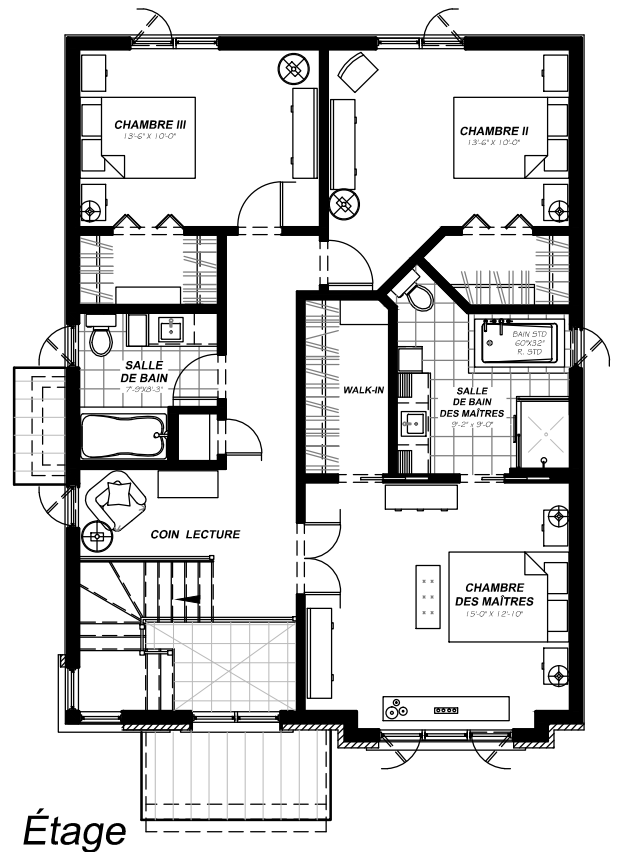 CHAMBRE III
13'-6" X 10'-0"
CHAMBRE II
13'-6" X 10'-0"
BAIN STD
60"X32"
R. STD
SALLE
DE BAIN
7'-9"X8'-3"
WALK-IN
SALLE
DE BAIN
DES MAÎTRES
9'-2" x 9'-0"
COIN LECTURE
CHAMBRE
DES MAÎTRES
15'-0" X 12'-10"
Étage